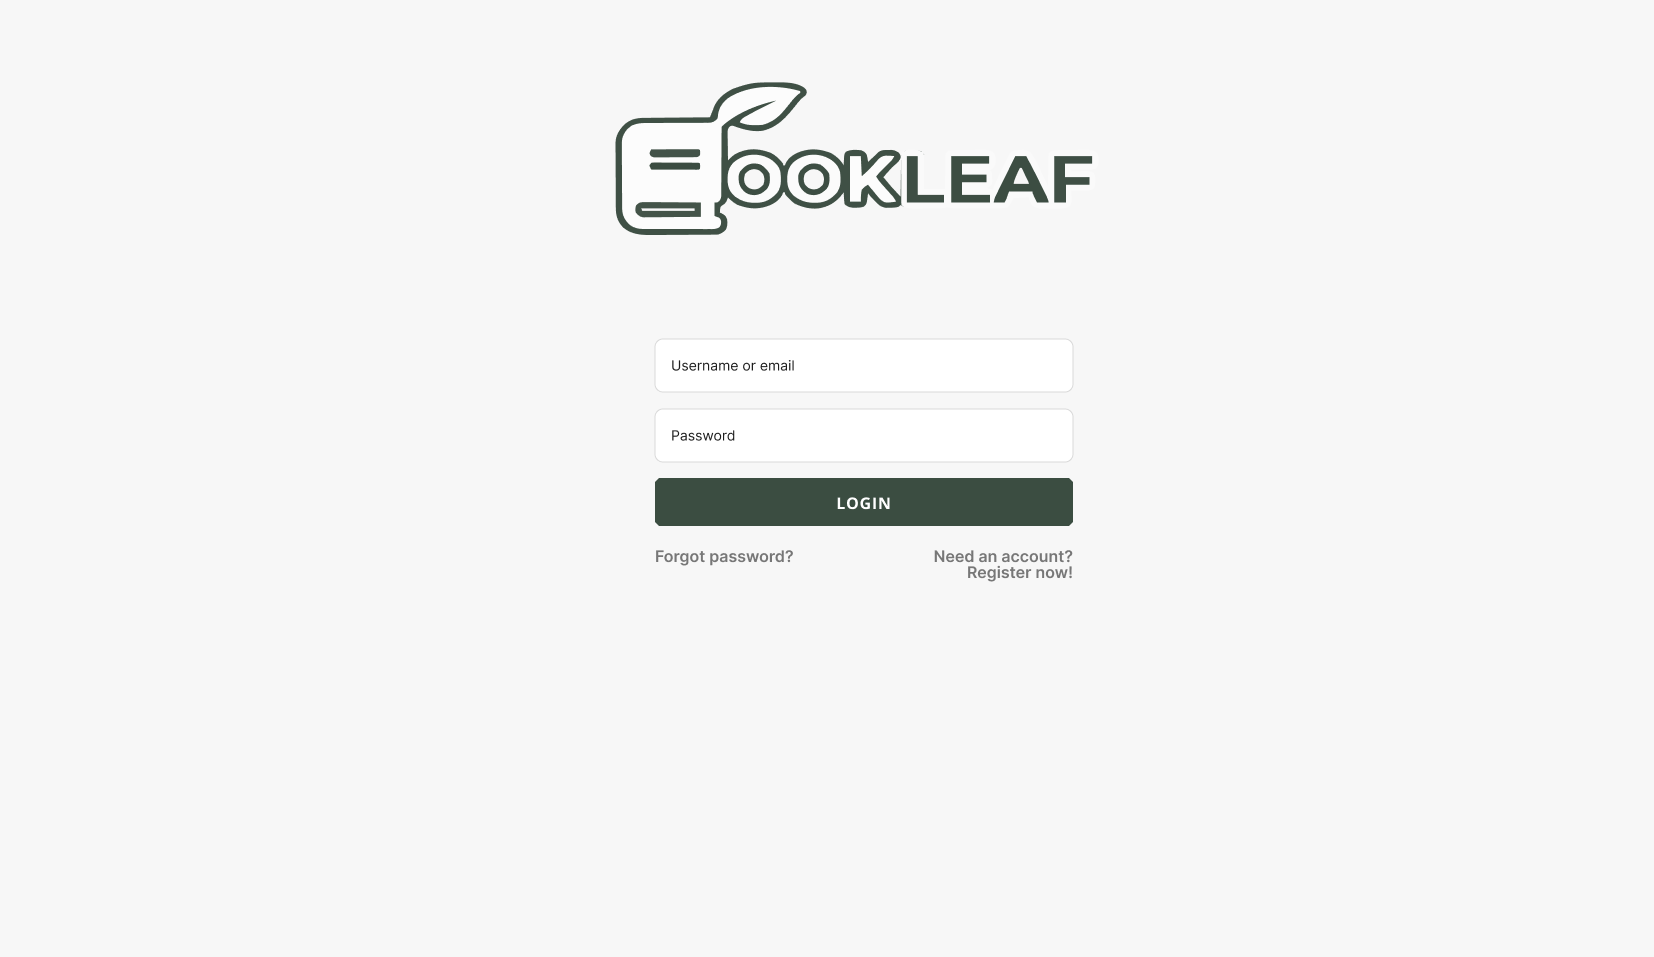 BOOKLEAF
Username or email
Password
LOGIN
Forgot password?
Need an account?
Register now!